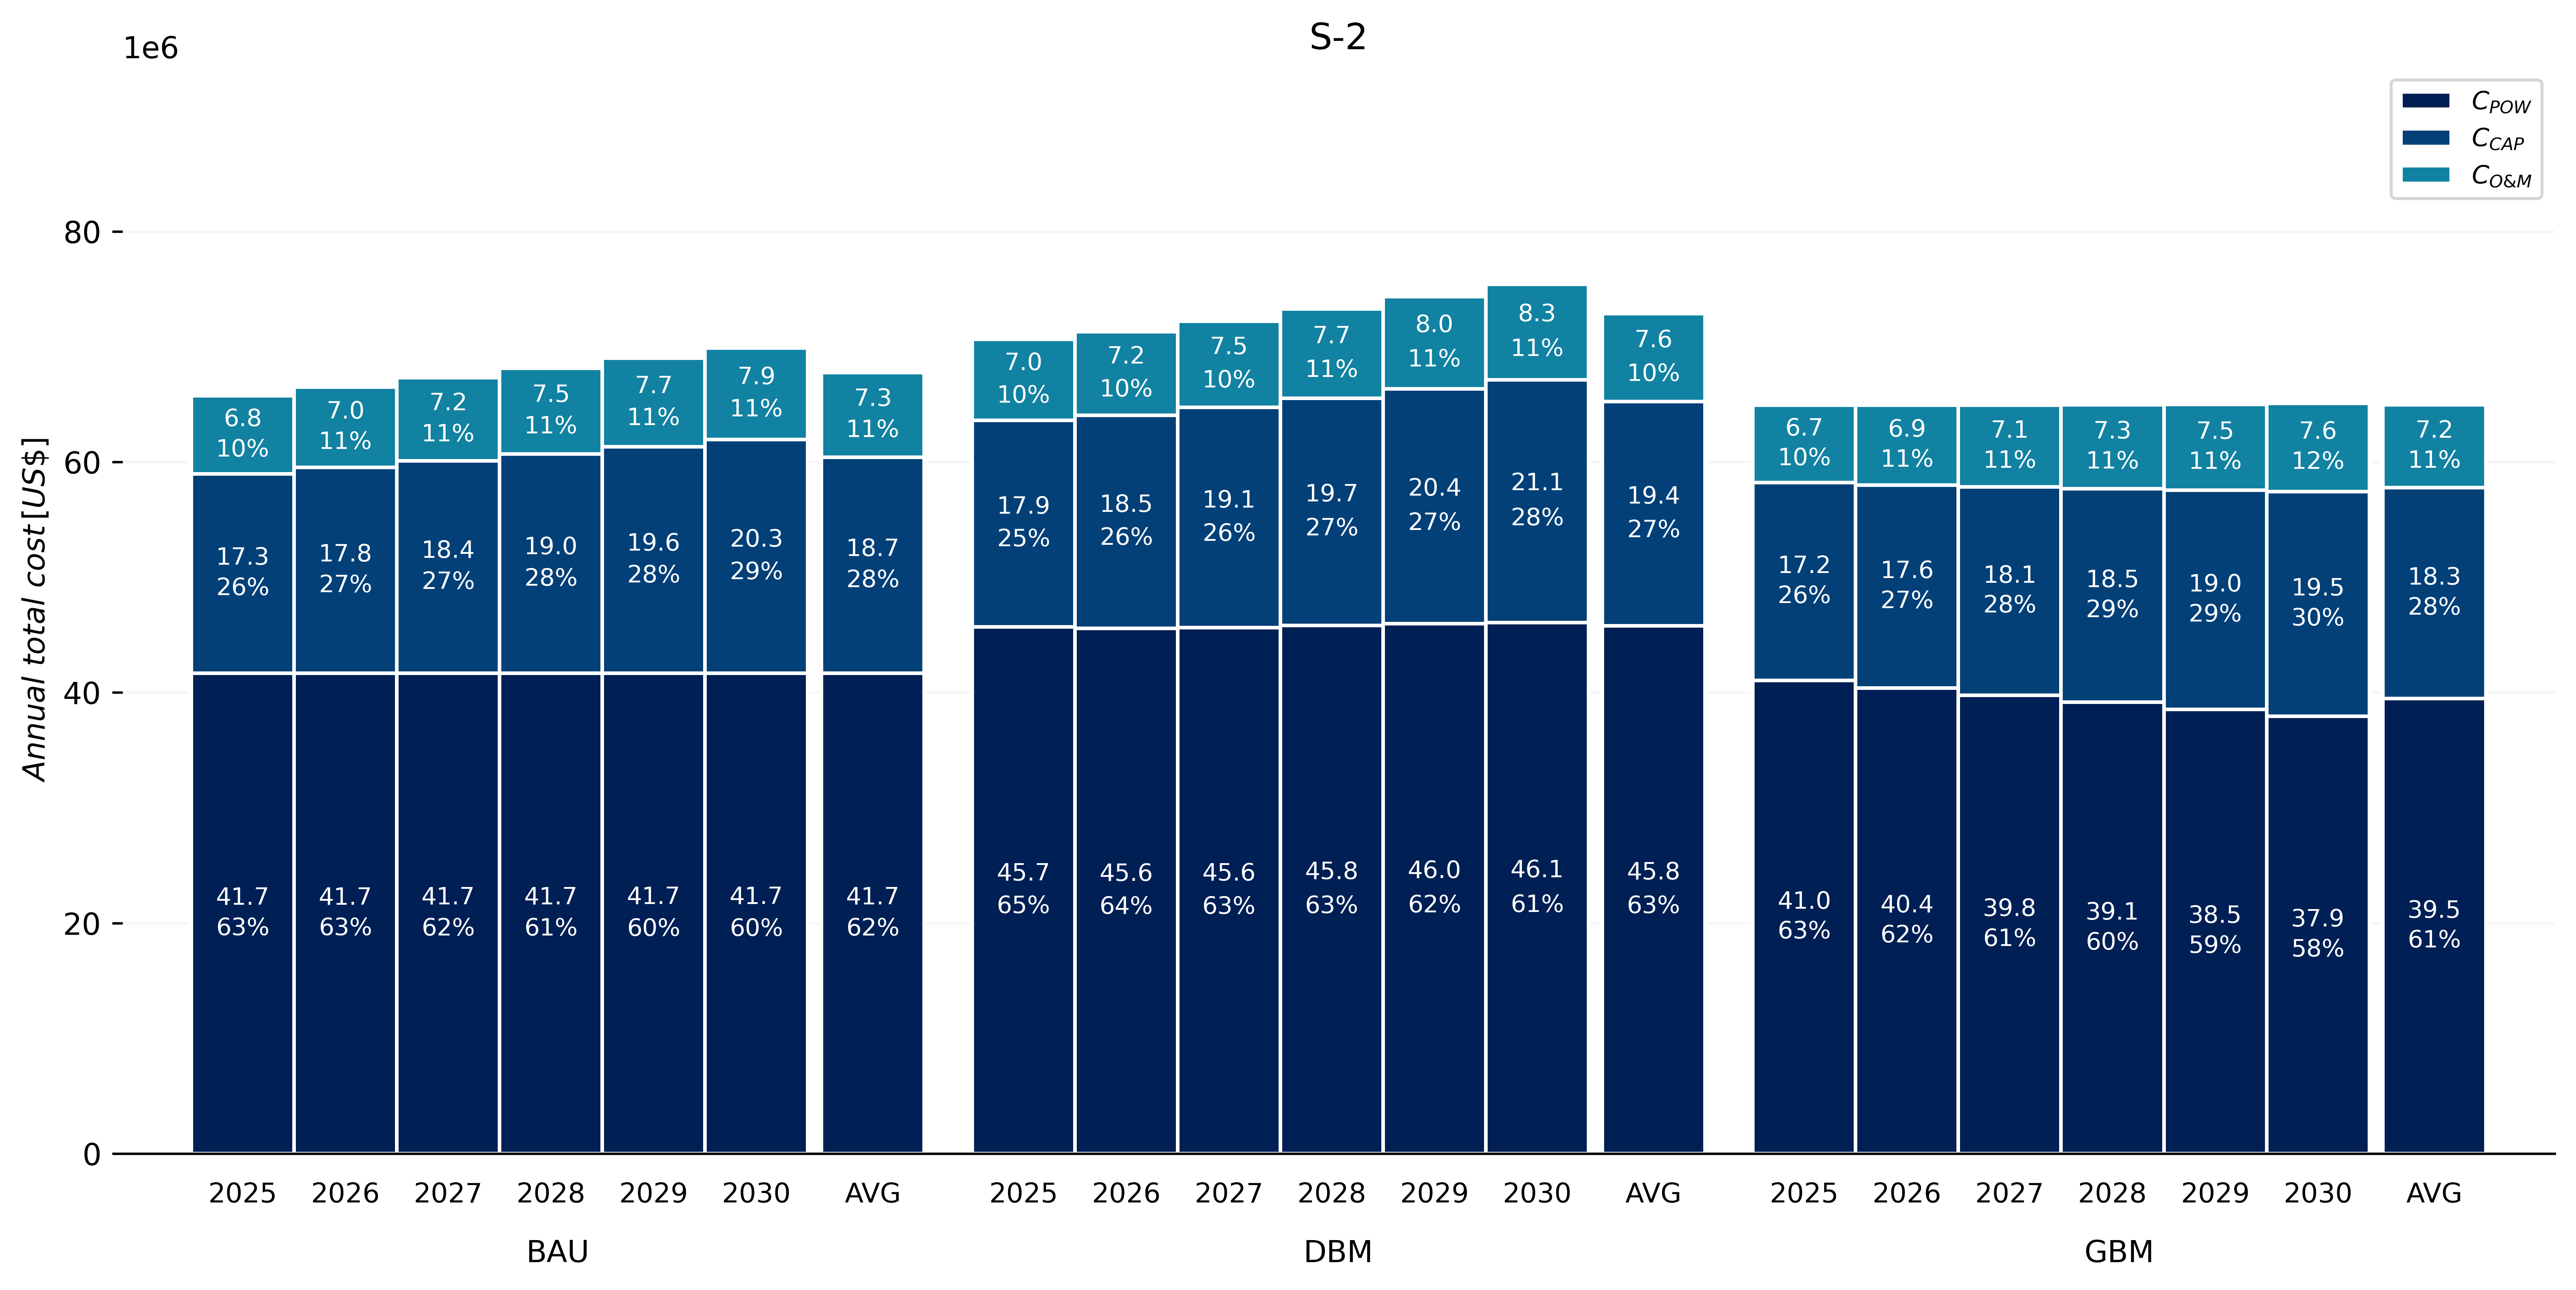 S-2
1e6
C_POW
C_CAP
C_O&M
Annual total cost [US$]
80
60
40
20
0
6.8 7.0 7.2 7.5 7.7 7.9 7.3 7.0 7.2 7.5 7.7 8.0 8.3 7.6 6.7 6.9 7.1 7.3 7.5 7.6 7.2
10% 11% 11% 11% 11% 11% 11% 10% 10% 10% 11% 11% 11% 10% 10% 11% 11% 11% 11% 12% 11%
17.3 17.8 18.4 19.0 19.6 20.3 18.7 17.9 18.5 19.1 19.7 20.4 21.1 19.4 17.2 17.6 18.1 18.5 19.0 19.5 18.3
26% 27% 27% 28% 28% 29% 28% 25% 26% 26% 27% 27% 28% 27% 26% 27% 28% 29% 29% 30% 28%
41.7 41.7 41.7 41.7 41.7 41.7 41.7 45.7 45.6 45.6 45.8 46.0 46.1 45.8 41.0 40.4 39.8 39.1 38.5 37.9 39.5
63% 63% 62% 61% 60% 60% 62% 65% 64% 63% 63% 62% 61% 63% 63% 62% 61% 60% 59% 58% 61%
2025 2026 2027 2028 2029 2030 AVG 2025 2026 2027 2028 2029 2030 AVG 2025 2026 2027 2028 2029 2030 AVG
BAU DBM GBM